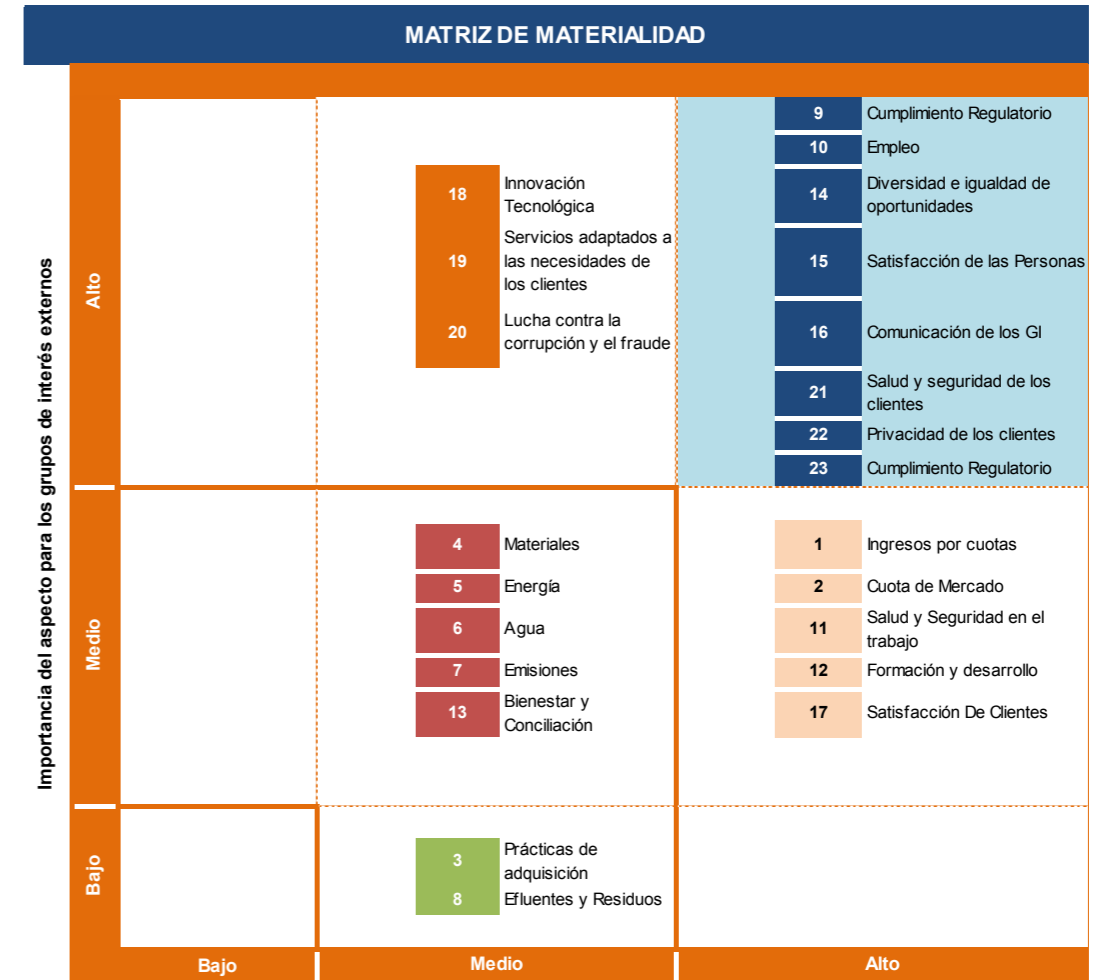 MATRIZ DE MATERIALIDAD
Importancia del aspecto para los grupos de interés externos
Alto
18 Innovación
Tecnológica
19 Servicios adaptados a
las necesidades de
los clientes
20 Lucha contra la
corrupción y el fraude
9 Cumplimiento Regulatorio
10 Empleo
14 Diversidad e igualdad de
oportunidades
15 Satisfacción de las Personas
16 Comunicación de los GI
21 Salud y seguridad de los
clientes
22 Privacidad de los clientes
23 Cumplimiento Regulatorio
Medio
4 Materiales
5 Energía
6 Agua
7 Emisiones
13 Bienestar y
Conciliación
1 Ingresos por cuotas
2 Cuota de Mercado
11 Salud y Seguridad en el
trabajo
12 Formación y desarrollo
17 Satisfacción De Clientes
Bajo
3 Prácticas de
adquisición
8 Efluentes y Residuos
Bajo
Medio
Alto